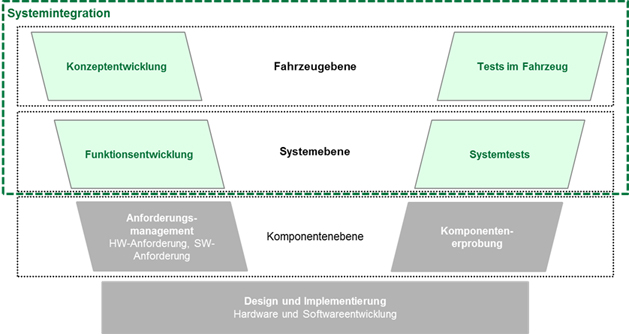 Systemintegration
Konzeptentwicklung
Fahrzeugebene
Tests im Fahrzeug
Funktionsentwicklung
Systemebene
Systemtests
Anforderungs-
management
HW-Anforderung, SW-
Anforderung
Komponentenebene
Komponenten-
erprobung
Design und Implementierung
Hardware und Softwareentwicklung